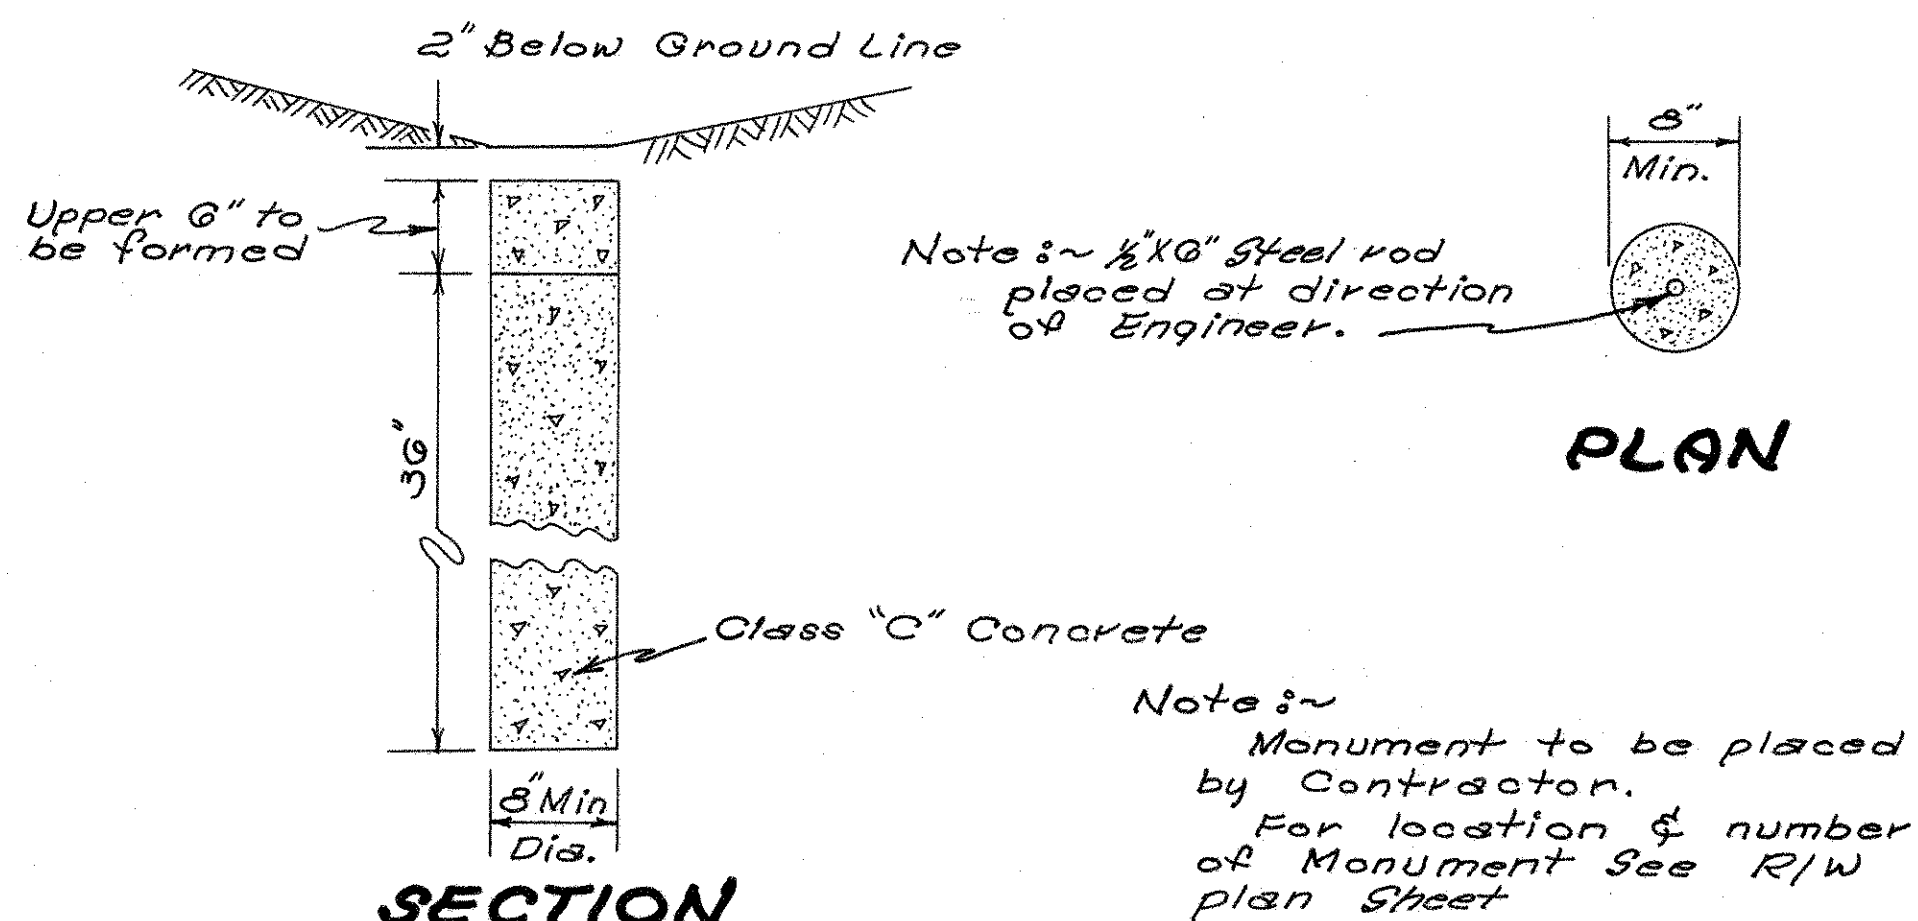 2" Below Ground Line
Upper 6" to
be formed
36"
Class "C" Concrete
8" Min
Dia.
SECTION
8"
Min.
Note :~ ½"X6" Steel rod
placed at direction
of Engineer.
PLAN
Note :~
Monument to be placed
by Contractor.
For location & number
of Monument See R/W
plan Sheet